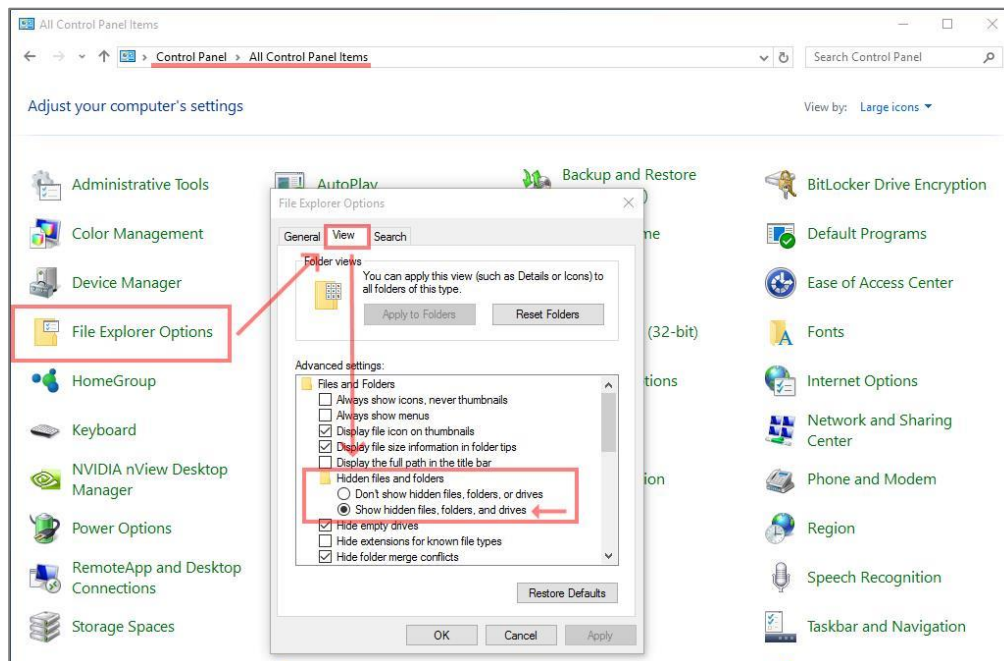 All Control Panel Items
Control Panel > All Control Panel Items
Search Control Panel
Adjust your computer's settings
View by: Large icons
Administrative Tools
AutoPlay
Backup and Restore
BitLocker Drive Encryption
Color Management
Default Programs
Device Manager
Ease of Access Center
File Explorer Options
(32-bit)
Fonts
HomeGroup
Internet Options
Keyboard
Network and Sharing
Center
NVIDIA nView Desktop
Manager
Phone and Modem
Power Options
Region
RemoteApp and Desktop
Connections
Speech Recognition
Storage Spaces
Taskbar and Navigation
File Explorer Options
General View Search
Folder views
You can apply this view (such as Details or Icons) to
all folders of this type.
Apply to Folders Reset Folders
Advanced settings:
Files and Folders
Always show icons, never thumbnails
Always show menus
Display file icon on thumbnails
Display file size information in folder tips
Display the full path in the title bar
Hidden files and folders
Don't show hidden files, folders, or drives
Show hidden files, folders, and drives
Hide empty drives
Hide extensions for known file types
Hide folder merge conflicts
Restore Defaults
OK Cancel Apply